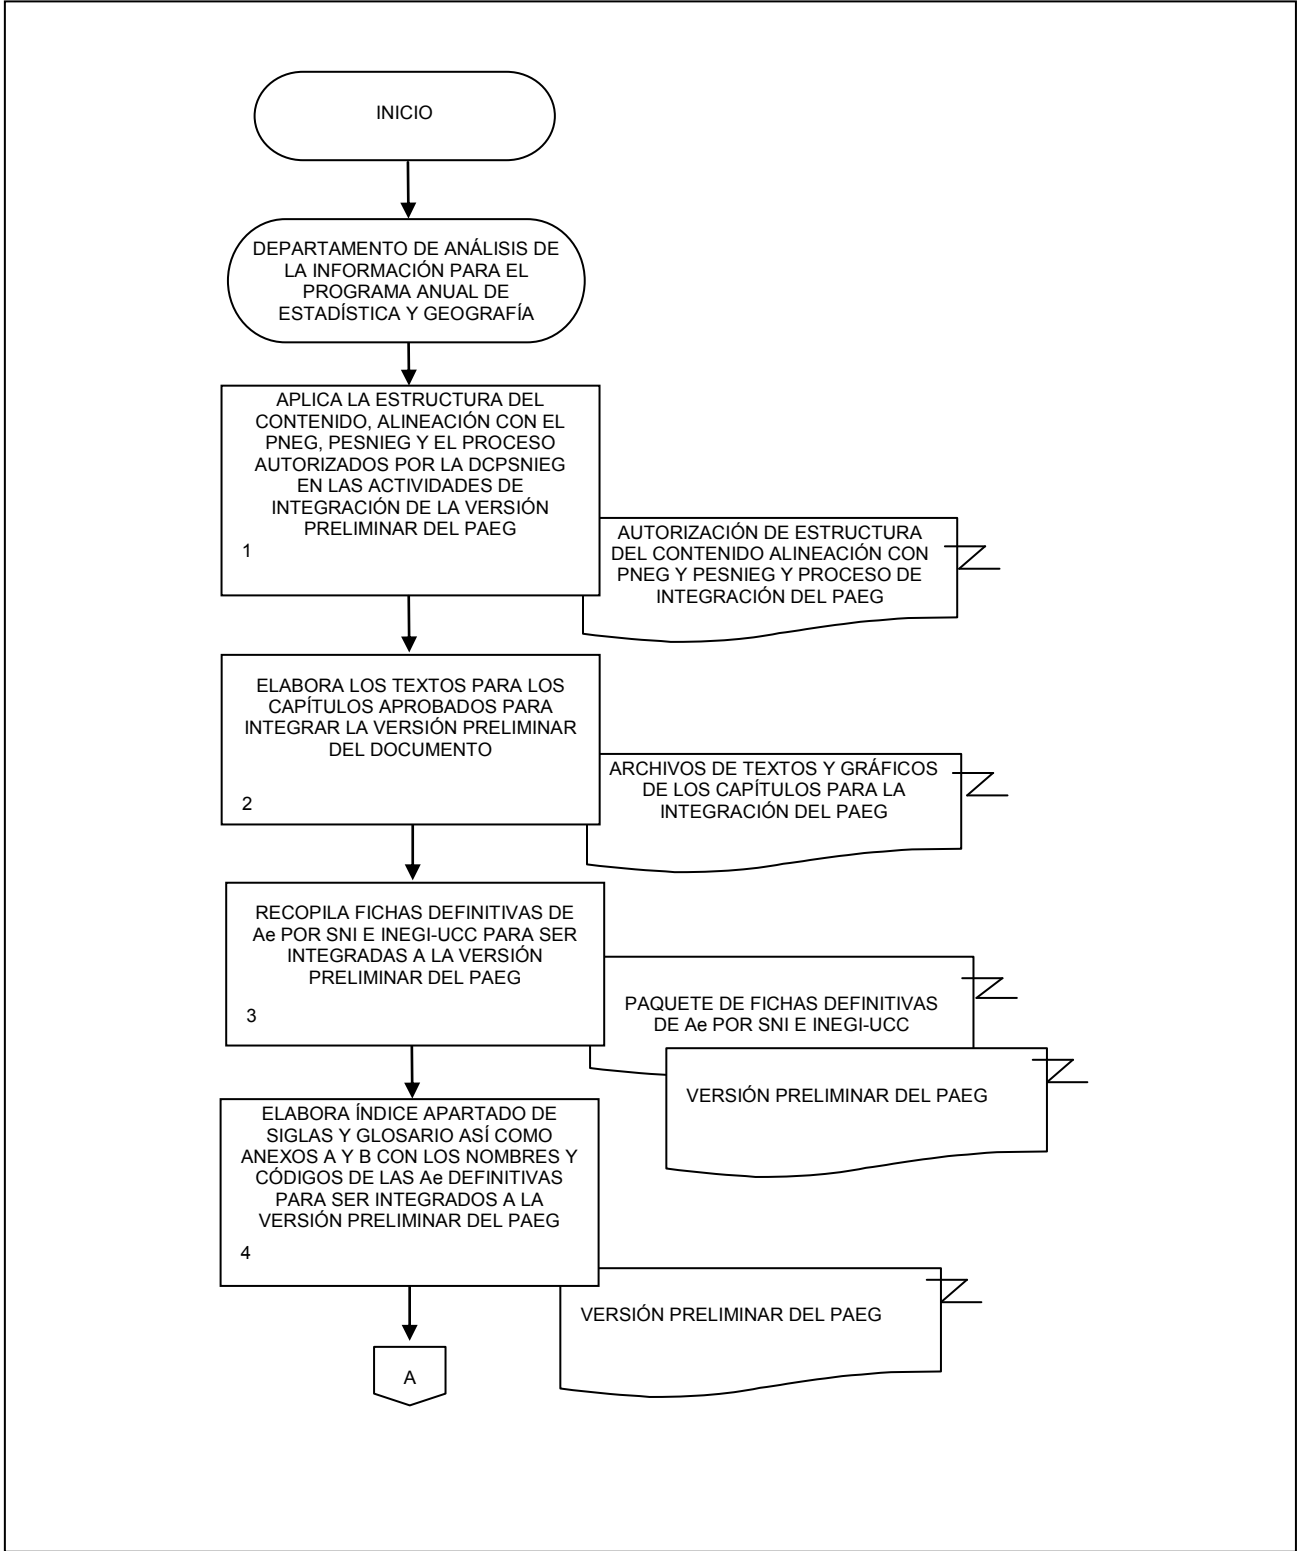 INICIO
DEPARTAMENTO DE ANÁLISIS DE
LA INFORMACIÓN PARA EL
PROGRAMA ANUAL DE
ESTADÍSTICA Y GEOGRAFÍA
APLICA LA ESTRUCTURA DEL
CONTENIDO, ALINEACIÓN CON EL
PNEG, PESNIEG Y EL PROCESO
AUTORIZADOS POR LA DCPSNIEG
EN LAS ACTIVIDADES DE
INTEGRACIÓN DE LA VERSIÓN
PRELIMINAR DEL PAEG
1
AUTORIZACIÓN DE ESTRUCTURA
DEL CONTENIDO ALINEACIÓN CON
PNEG Y PESNIEG Y PROCESO DE
INTEGRACIÓN DEL PAEG
ELABORA LOS TEXTOS PARA LOS
CAPÍTULOS APROBADOS PARA
INTEGRAR LA VERSIÓN PRELIMINAR
DEL DOCUMENTO
2
ARCHIVOS DE TEXTOS Y GRÁFICOS
DE LOS CAPÍTULOS PARA LA
INTEGRACIÓN DEL PAEG
RECOPILA FICHAS DEFINITIVAS DE
Ae POR SNI E INEGI-UCC PARA SER
INTEGRADAS A LA VERSIÓN
PRELIMINAR DEL PAEG
3
PAQUETE DE FICHAS DEFINITIVAS
DE Ae POR SNI E INEGI-UCC
VERSIÓN PRELIMINAR DEL PAEG
ELABORA ÍNDICE APARTADO DE
SIGLAS Y GLOSARIO ASÍ COMO
ANEXOS A Y B CON LOS NOMBRES Y
CÓDIGOS DE LAS Ae DEFINITIVAS
PARA SER INTEGRADOS A LA
VERSIÓN PRELIMINAR DEL PAEG
4
VERSIÓN PRELIMINAR DEL PAEG
A